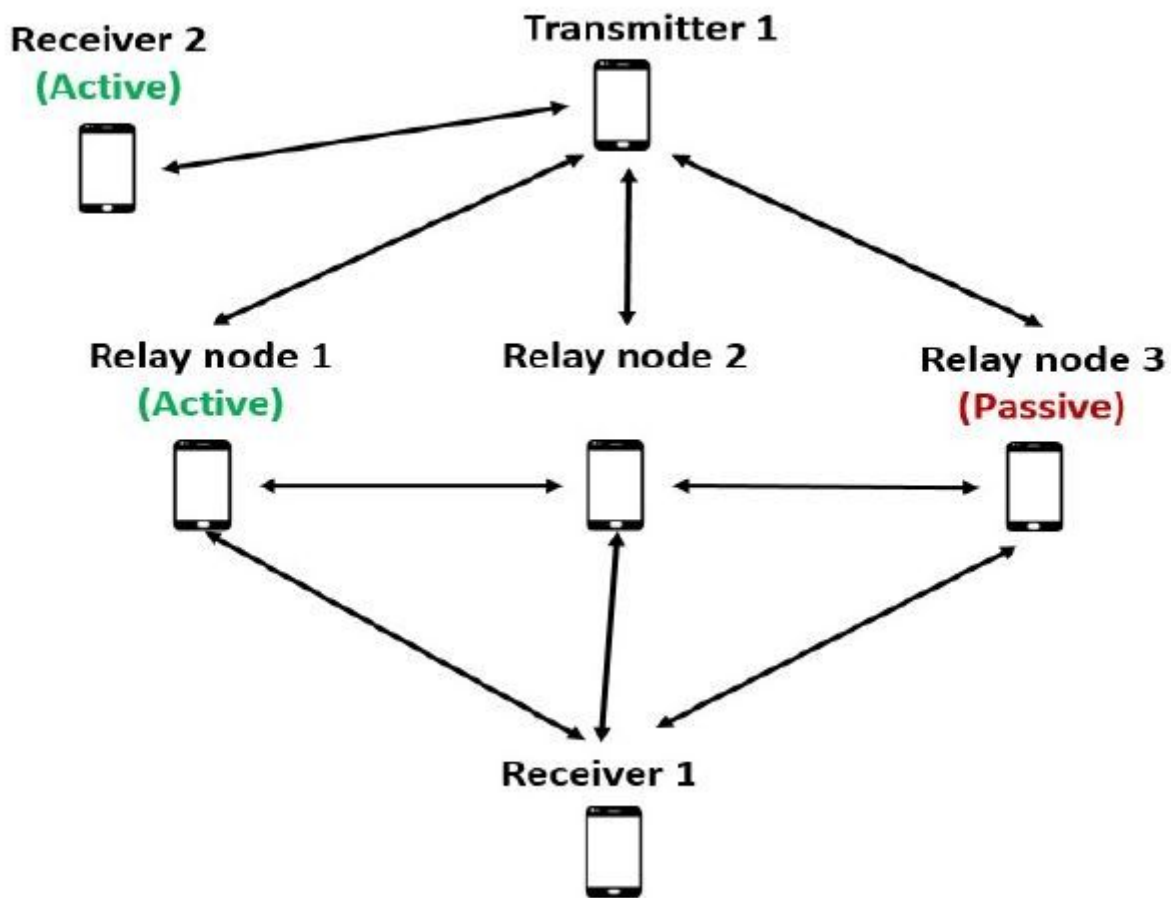 Receiver 2
(Active)
Transmitter 1
Relay node 1
(Active)
Relay node 2
Relay node 3
(Passive)
Receiver 1